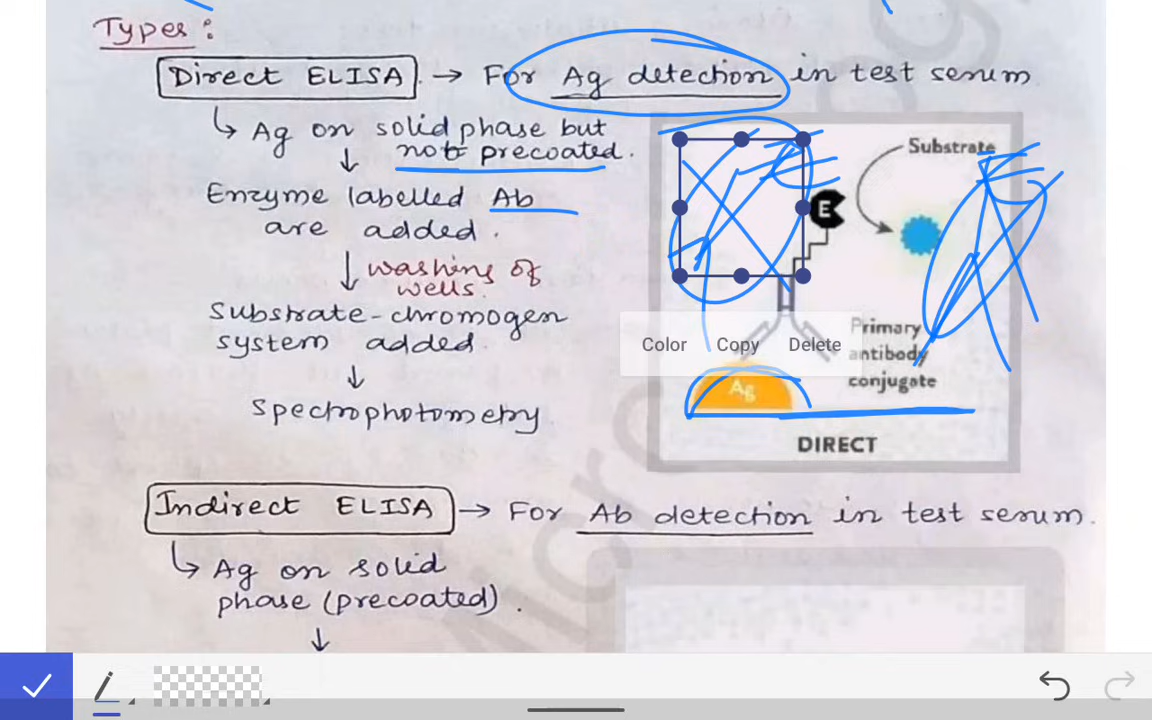 Types:
Direct ELISA → For Ag detection in test serum
↳ Ag on solid phase but
not precoated.
↓
Enzyme labelled Ab
are added.
↓ washing of
wells.
Substrate-chromogen
system added.
↓
Spectrophotometry
Substrate
E
Primary
antibody
conjugate
Ag
DIRECT
Color Copy Delete
Indirect ELISA → For Ab detection in test serum.
↳ Ag on solid
phase (precoated).
↓
Micro